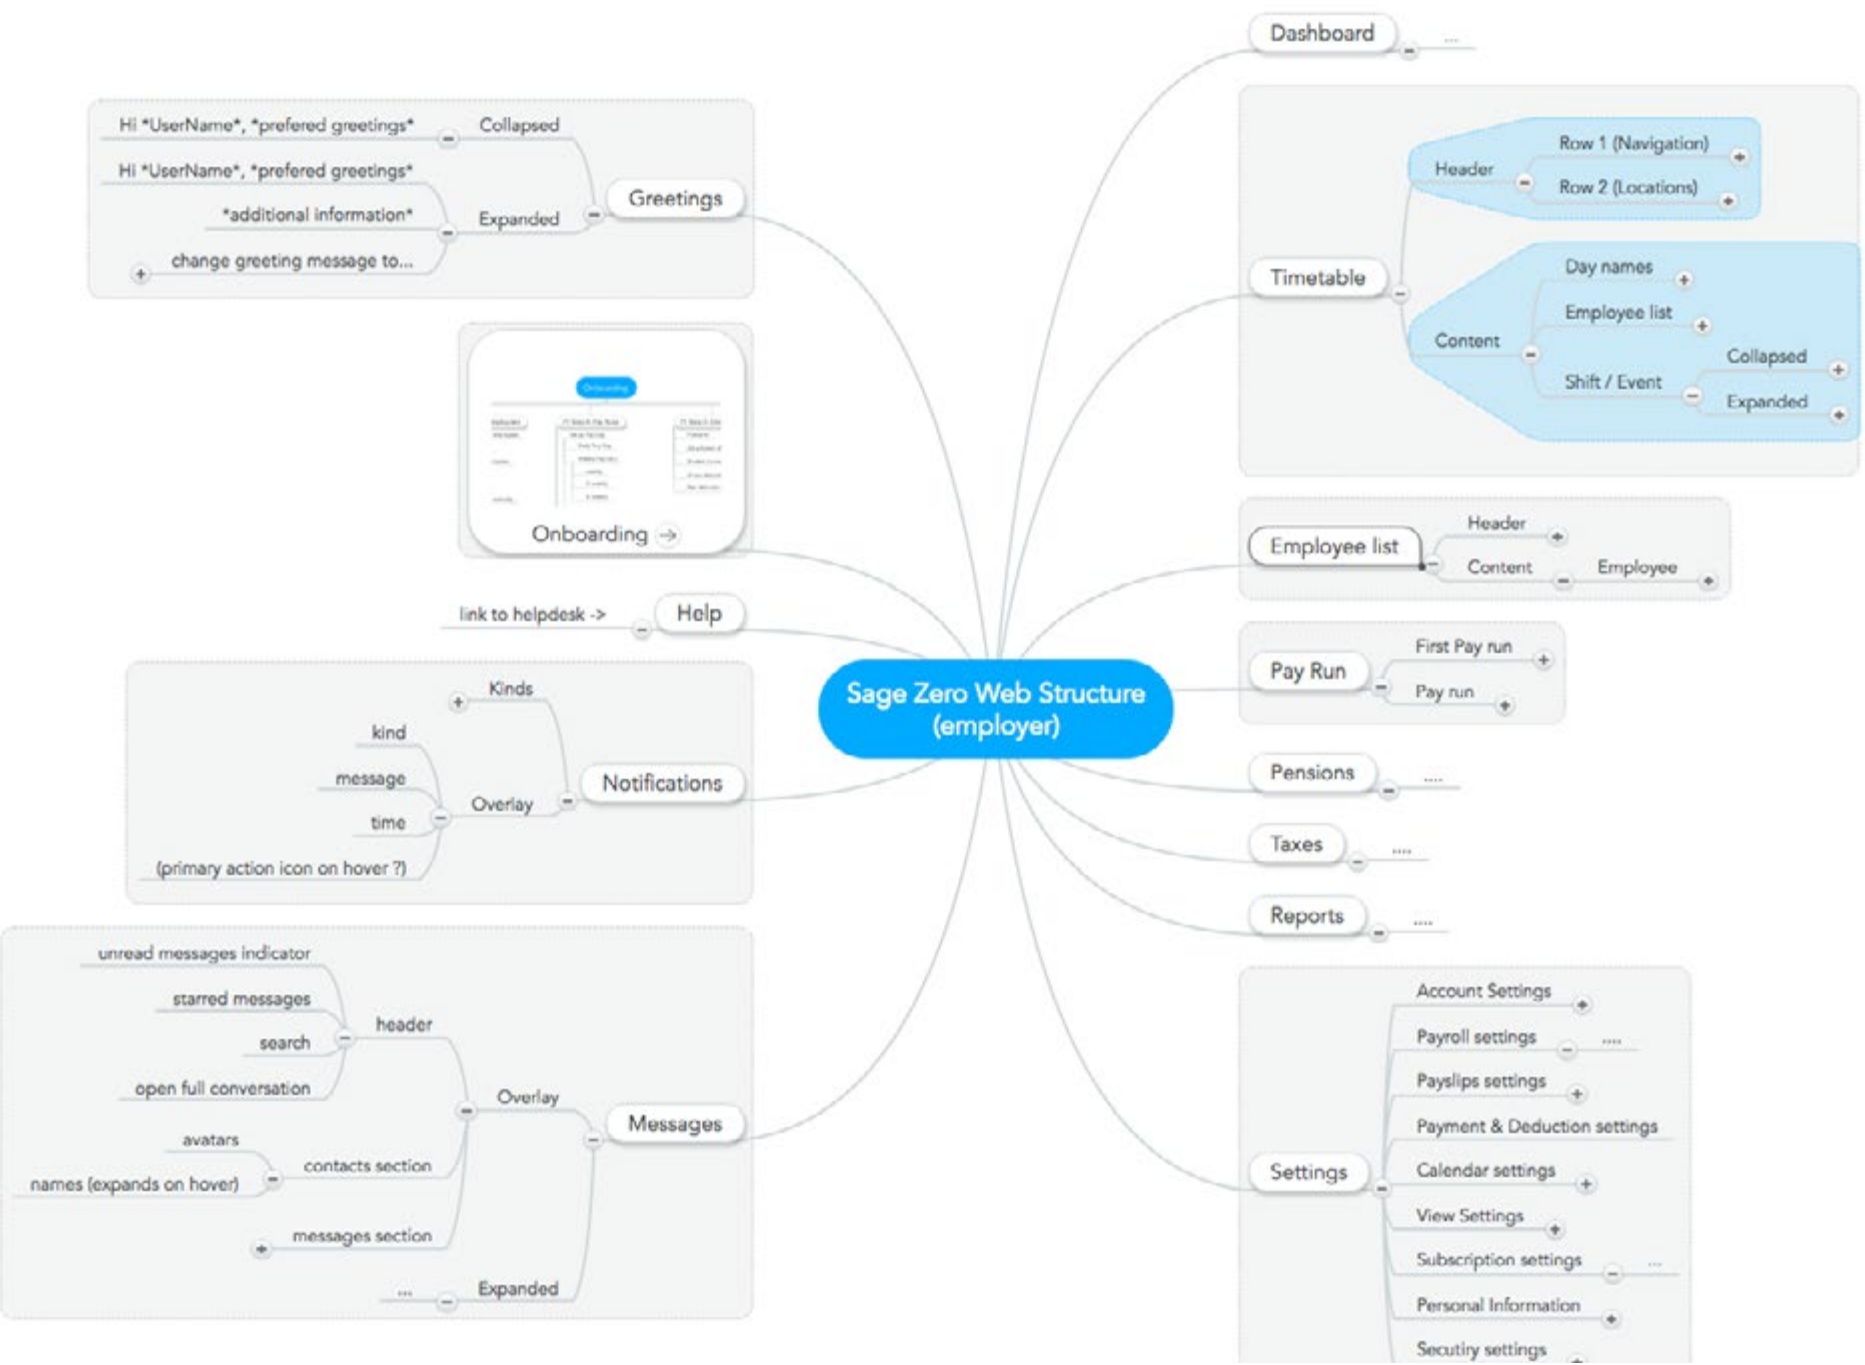 Dashboard
...
Hi *UserName*, *prefered greetings*
Collapsed
Hi *UserName*, *prefered greetings*
*additional information*
Expanded
change greeting message to...
Greetings
Header
Row 1 (Navigation)
Row 2 (Locations)
Timetable
Content
Day names
Employee list
Shift / Event
Collapsed
Expanded
Onboarding
Onboarding
Employee list
Header
Content
Employee
link to helpdesk ->
Help
Pay Run
First Pay run
Pay run
Sage Zero Web Structure
(employer)
Kinds
kind
message
time
(primary action icon on hover ?)
Overlay
Notifications
Pensions
....
Taxes
....
Reports
....
unread messages indicator
starred messages
search
open full conversation
header
avatars
names (expands on hover)
contacts section
messages section
Overlay
...
Expanded
Messages
Settings
Account Settings
Payroll settings
....
Payslips settings
Payment & Deduction settings
Calendar settings
View Settings
Subscription settings
...
Personal Information
Secutiry settings